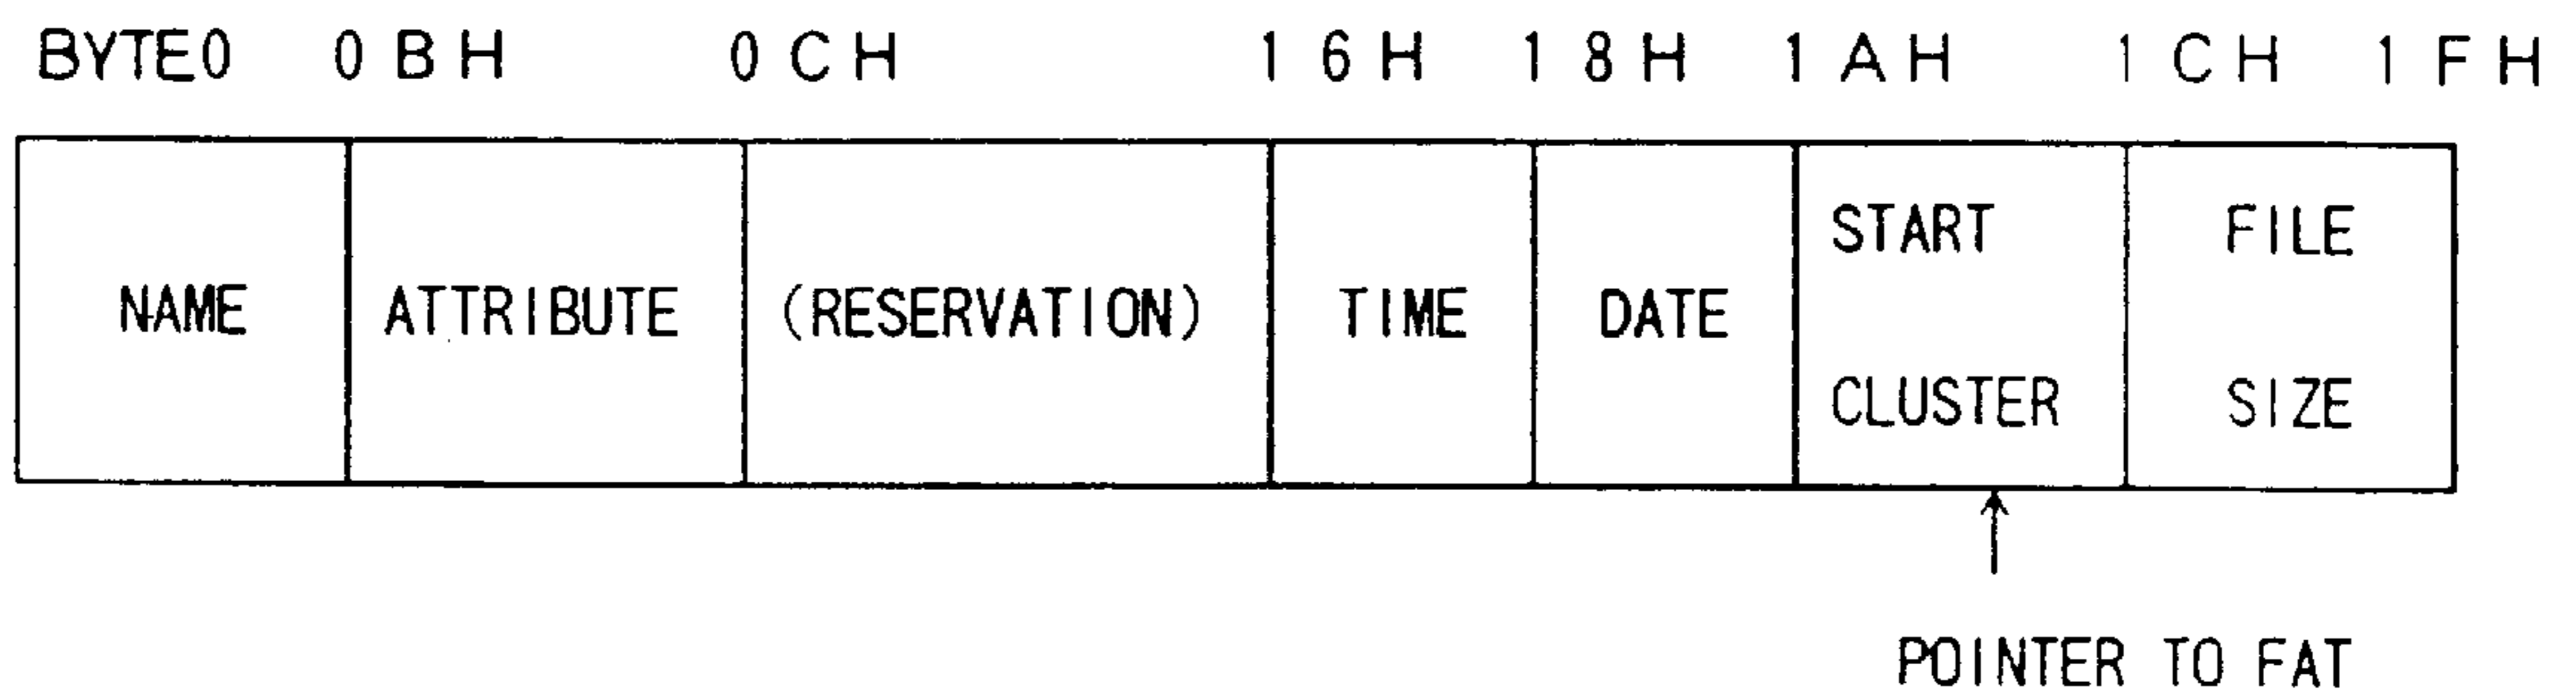 BYTE0 0BH 0CH 16H 18H 1AH 1CH 1FH
NAME ATTRIBUTE (RESERVATION) TIME DATE START CLUSTER FILE SIZE
POINTER TO FAT